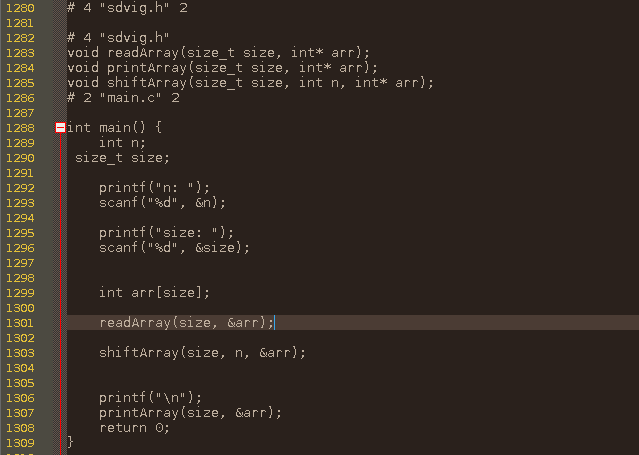 1280 # 4 "sdvig.h" 2
1281
1282 # 4 "sdvig.h"
1283 void readArray(size_t size, int* arr);
1284 void printArray(size_t size, int* arr);
1285 void shiftArray(size_t size, int n, int* arr);
1286 # 2 "main.c" 2
1287
1288 int main() {
1289     int n;
1290  size_t size;
1291
1292     printf("n: ");
1293     scanf("%d", &n);
1294
1295     printf("size: ");
1296     scanf("%d", &size);
1297
1298
1299     int arr[size];
1300
1301     readArray(size, &arr);
1302
1303     shiftArray(size, n, &arr);
1304
1305
1306     printf("\n");
1307     printArray(size, &arr);
1308     return 0;
1309 }